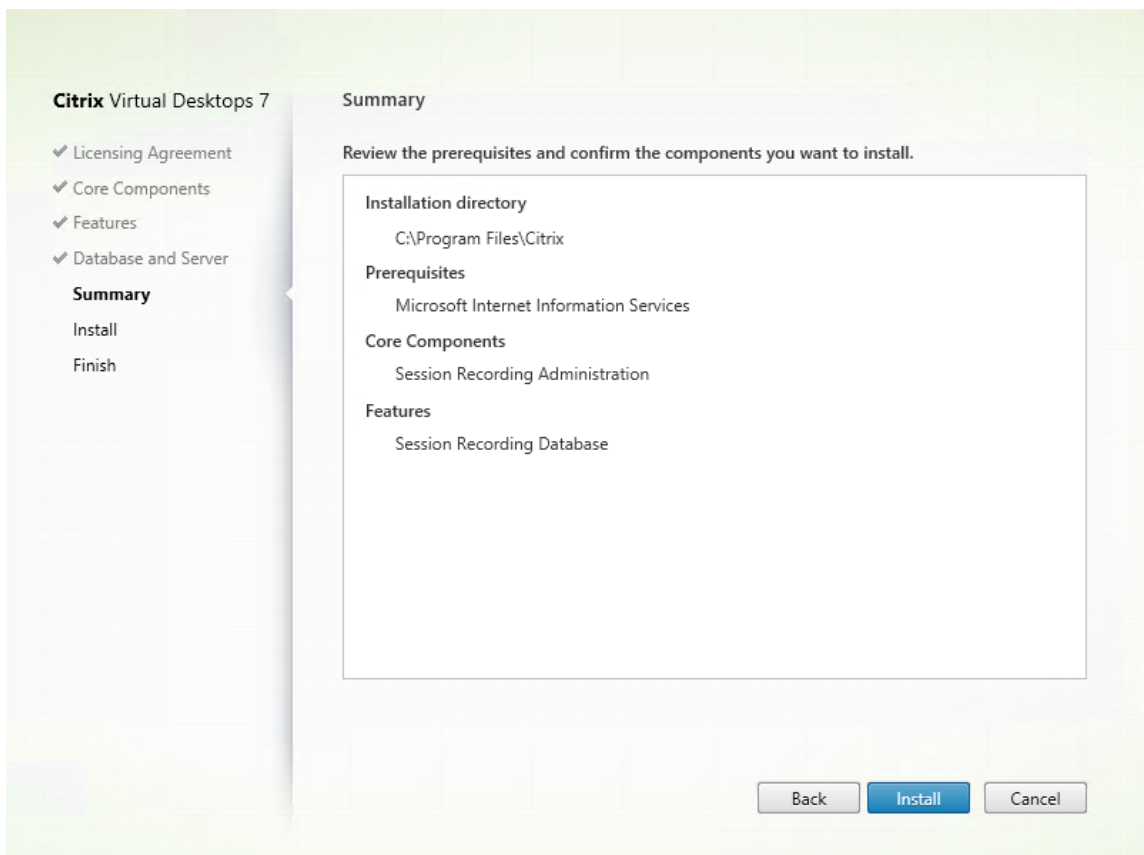 Citrix Virtual Desktops 7
Licensing Agreement
Core Components
Features
Database and Server
Summary
Install
Finish
Summary
Review the prerequisites and confirm the components you want to install.
Installation directory
C:\Program Files\Citrix
Prerequisites
Microsoft Internet Information Services
Core Components
Session Recording Administration
Features
Session Recording Database
Back
Install
Cancel